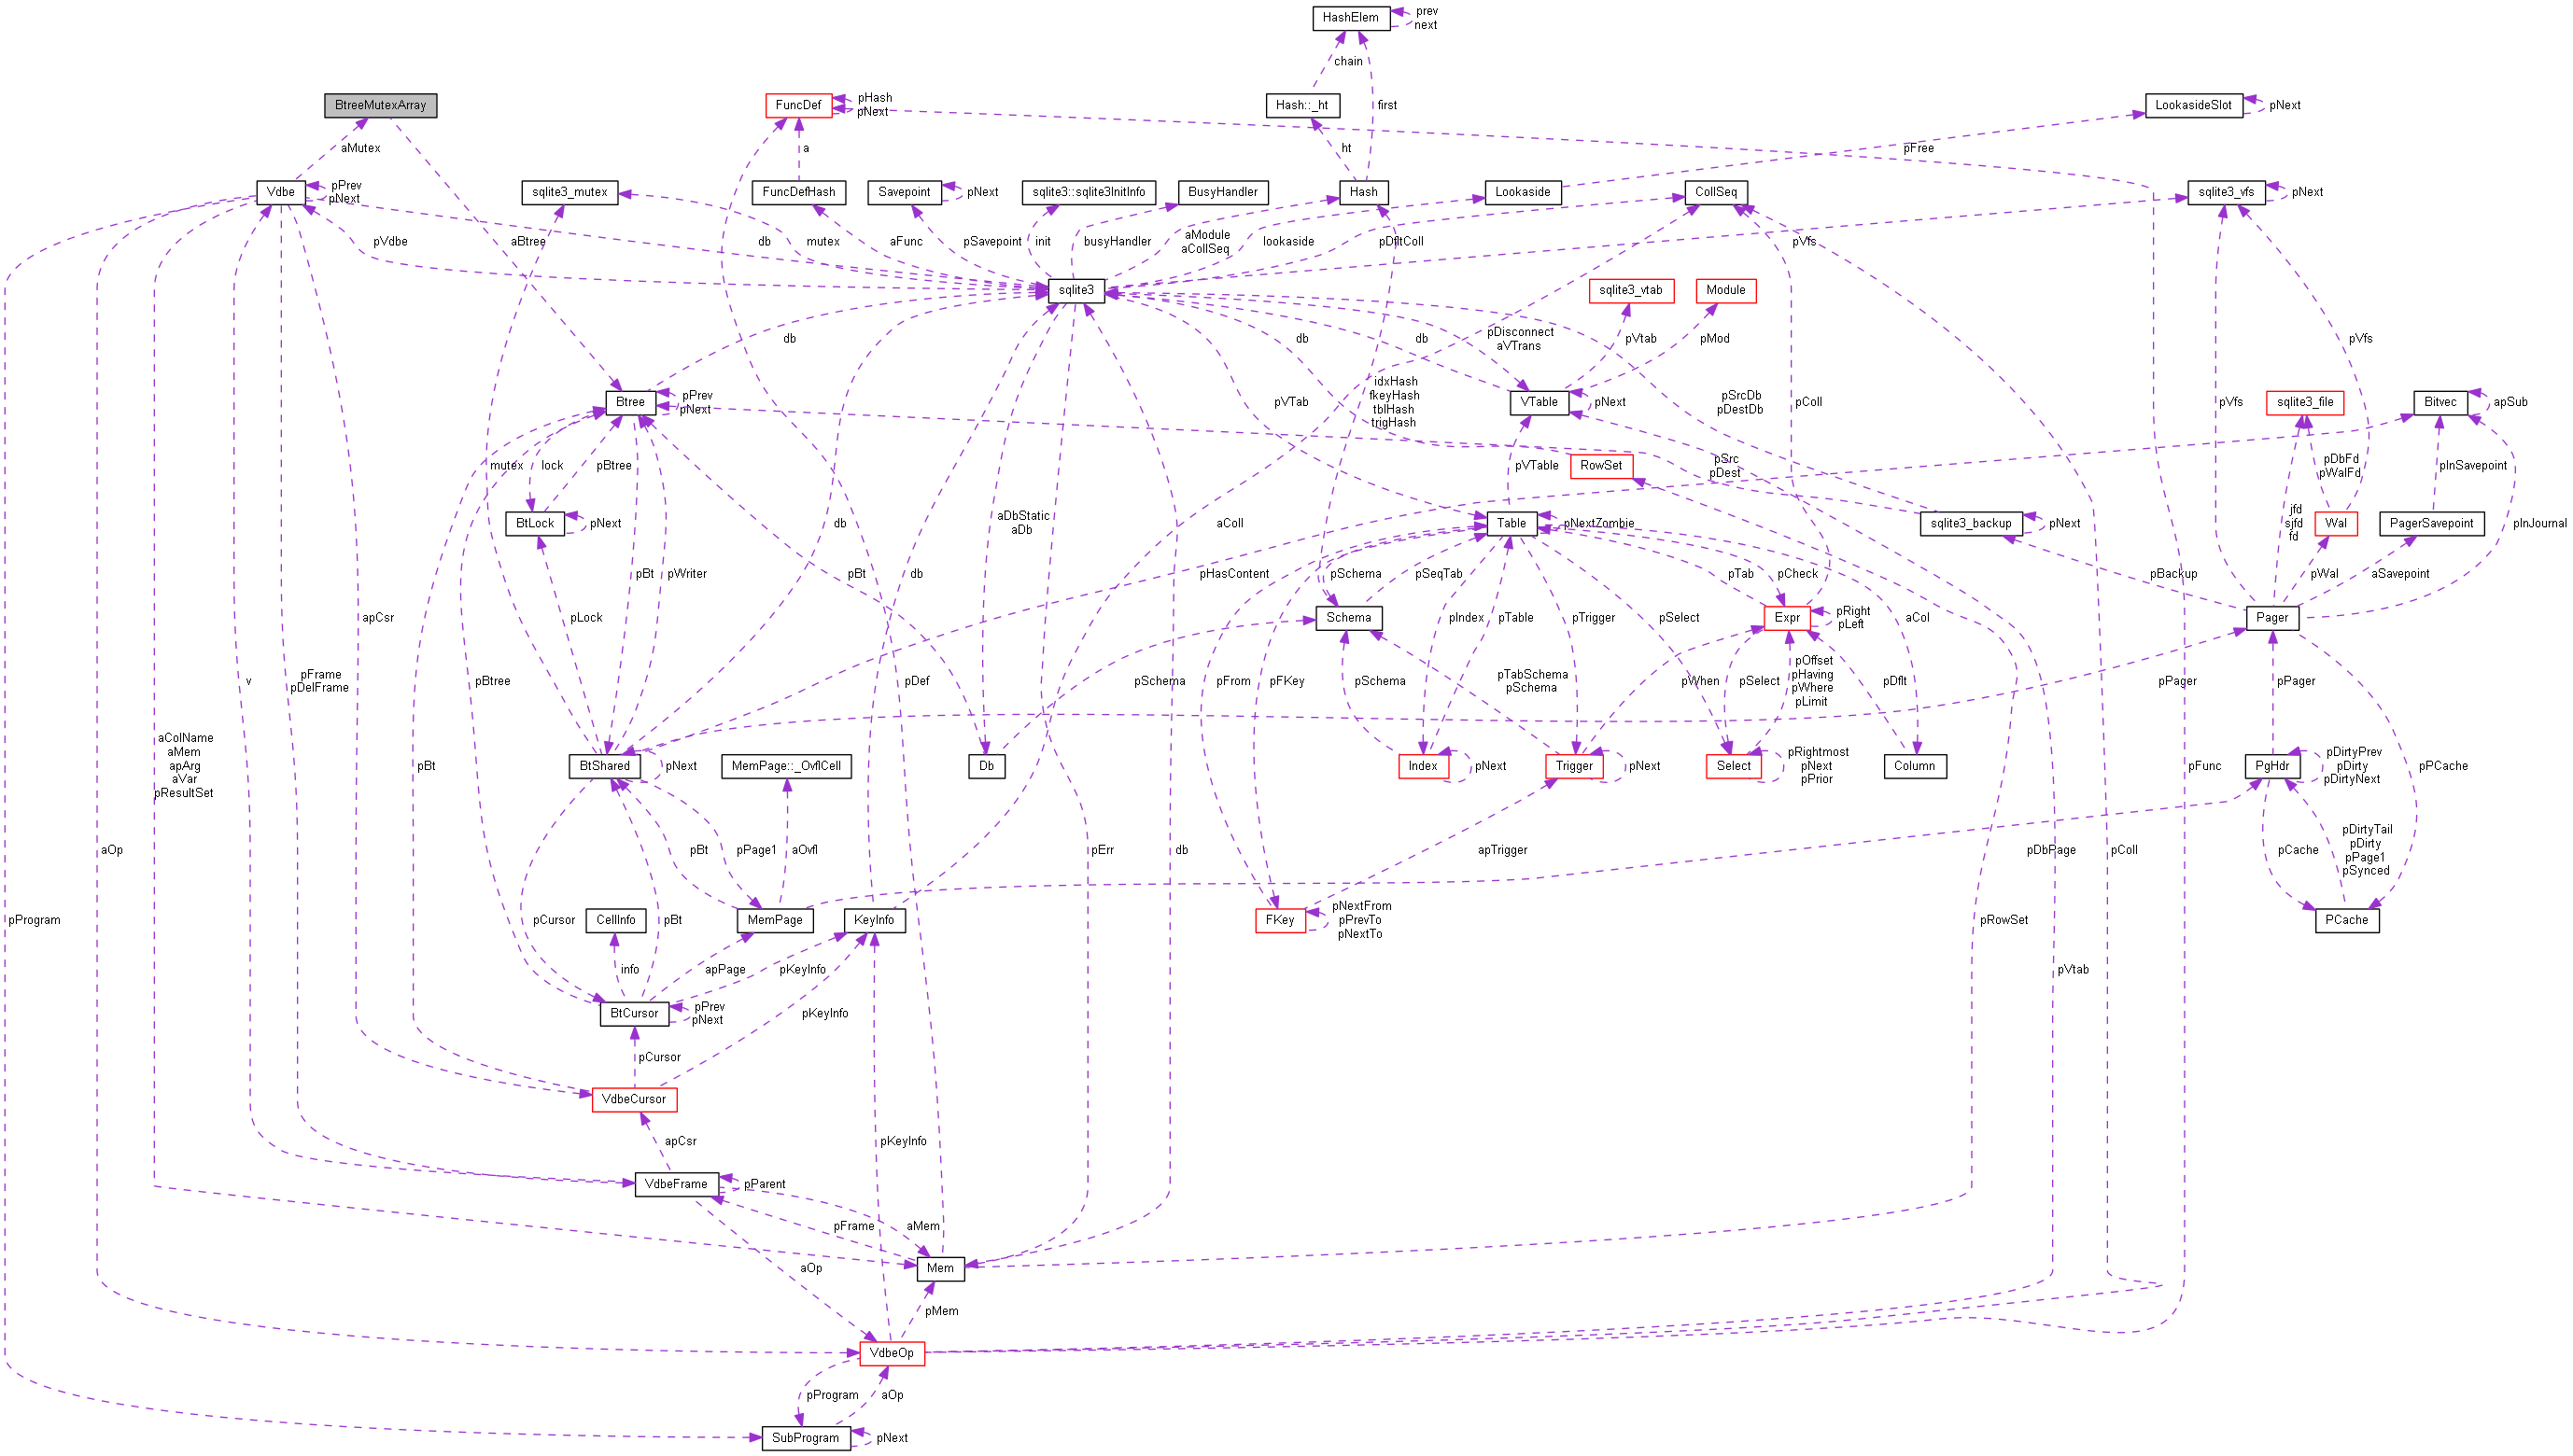 HashElem
prev
next
chain
BtreeMutexArray
FuncDef
pHash
pNext
Hash::_ht
first
LookasideSlot
pNext
aMutex
a
ht
pFree
Vdbe
pPrev
pNext
sqlite3_mutex
FuncDefHash
Savepoint
pNext
sqlite3::sqlite3InitInfo
BusyHandler
Hash
Lookaside
CollSeq
sqlite3_vfs
pNext
pVdbe
aBtree
db
mutex
aFunc
pSavepoint
init
busyHandler
aModule
aCollSeq
lookaside
pDfltColl
pVfs
sqlite3
sqlite3_vtab
Module
db
pDisconnect
aVTrans
db
db
pVtab
pMod
pVfs
Btree
pPrev
pNext
pVTab
idxHash
fkeyHash
tblHash
trigHash
VTable
pNext
pColl
pSrcDb
pDestDb
pVfs
sqlite3_file
Bitvec
apSub
mutex
lock
pBtree
pVTable
RowSet
pSrc
pDest
pDbFd
pWalFd
pInSavepoint
BtLock
pNext
db
aDbStatic
aDb
aColl
Table
pNextZombie
sqlite3_backup
pNext
jfd
sjfd
fd
Wal
PagerSavepoint
pInJournal
pBt
pWriter
pBt
db
pHasContent
pSchema
pSeqTab
pTab
pCheck
pBackup
pWal
aSavepoint
pLock
Schema
pIndex
pTable
pTrigger
pSelect
Expr
pRight
pLeft
aCol
Pager
apCsr
v
pFrame
pDelFrame
pBtree
pDef
pSchema
pFrom
pFKey
pSchema
pTabSchema
pSchema
pWhen
pSelect
pOffset
pHaving
pWhere
pLimit
pDflt
pPager
pPager
aColName
aMem
apArg
aVar
pResultSet
pBt
BtShared
pNext
MemPage::_OvflCell
Db
Index
pNext
Trigger
pNext
Select
pRightmost
pNext
pPrior
Column
pFunc
PgHdr
pDirtyPrev
pDirty
pDirtyNext
pPCache
aOp
pBt
pPage1
aOvfl
pErr
db
apTrigger
pDbPage
pColl
pCache
pDirtyTail
pDirty
pPage1
pSynced
pProgram
pCursor
CellInfo
pBt
MemPage
KeyInfo
FKey
pNextFrom
pPrevTo
pNextTo
pRowSet
PCache
info
apPage
pKeyInfo
pVtab
BtCursor
pPrev
pNext
pKeyInfo
pCursor
VdbeCursor
apCsr
pKeyInfo
VdbeFrame
pParent
pFrame
aMem
aOp
Mem
pMem
VdbeOp
pProgram
aOp
SubProgram
pNext